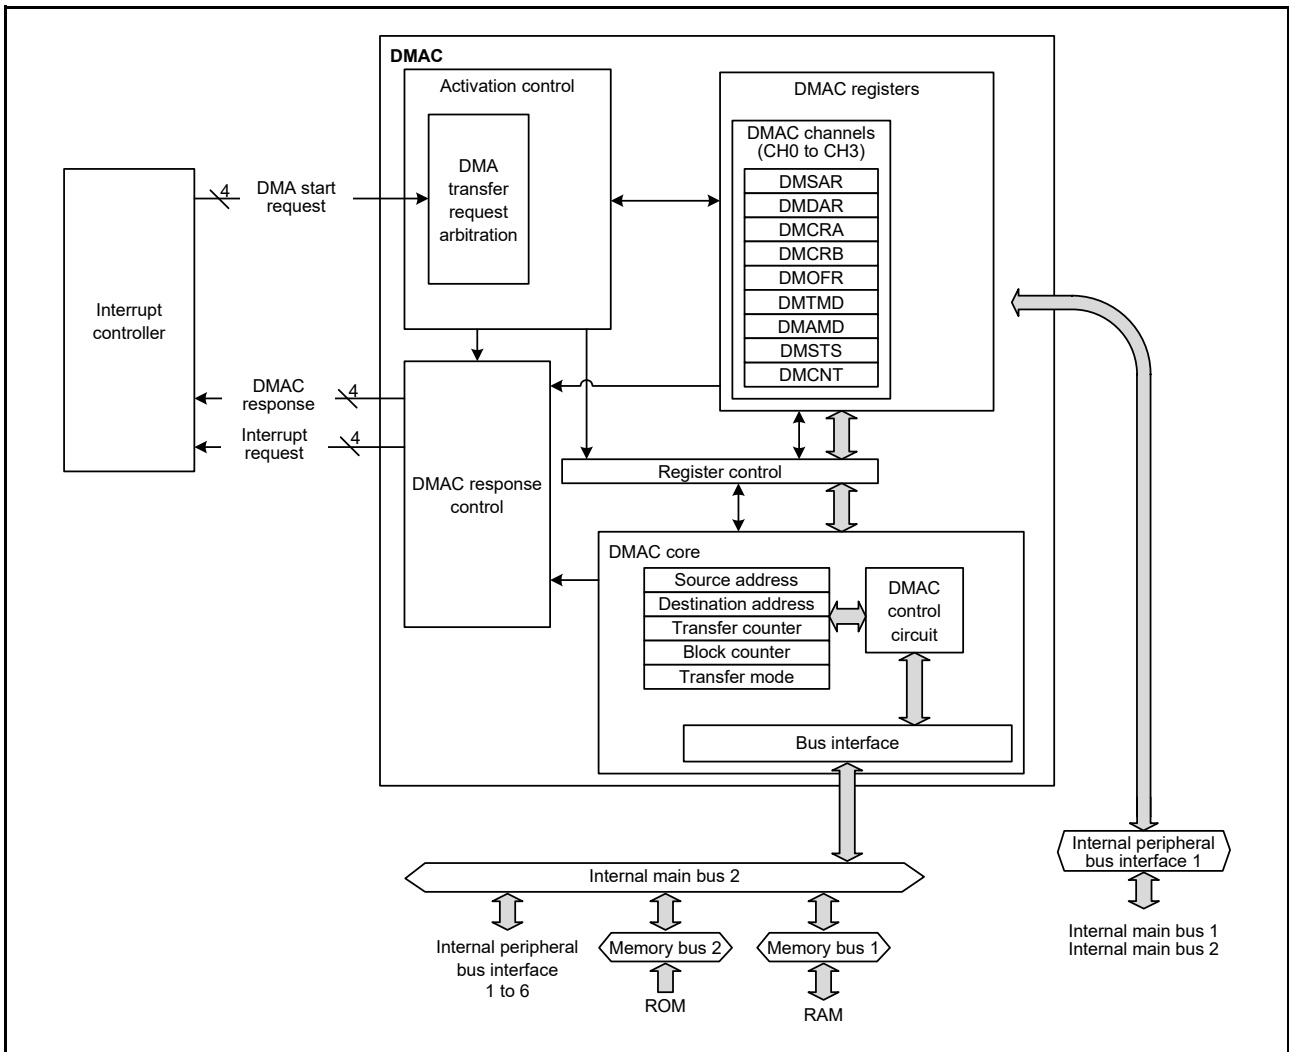 DMAC
Activation control
DMA
transfer
request
arbitration
DMAC registers
DMAC channels
(CH0 to CH3)
DMSAR
DMDAR
DMCRA
DMCRB
DMOFR
DMTMD
DMAMD
DMSTS
DMCNT
Interrupt
controller
4
DMA start
request
DMAC
response
4
Interrupt
request
4
DMAC response
control
Register control
DMAC core
Source address
Destination address
Transfer counter
Block counter
Transfer mode
DMAC
control
circuit
Bus interface
Internal main bus 2
Internal peripheral
bus interface
1 to 6
Memory bus 2
ROM
Memory bus 1
RAM
Internal peripheral
bus interface 1
Internal main bus 1
Internal main bus 2